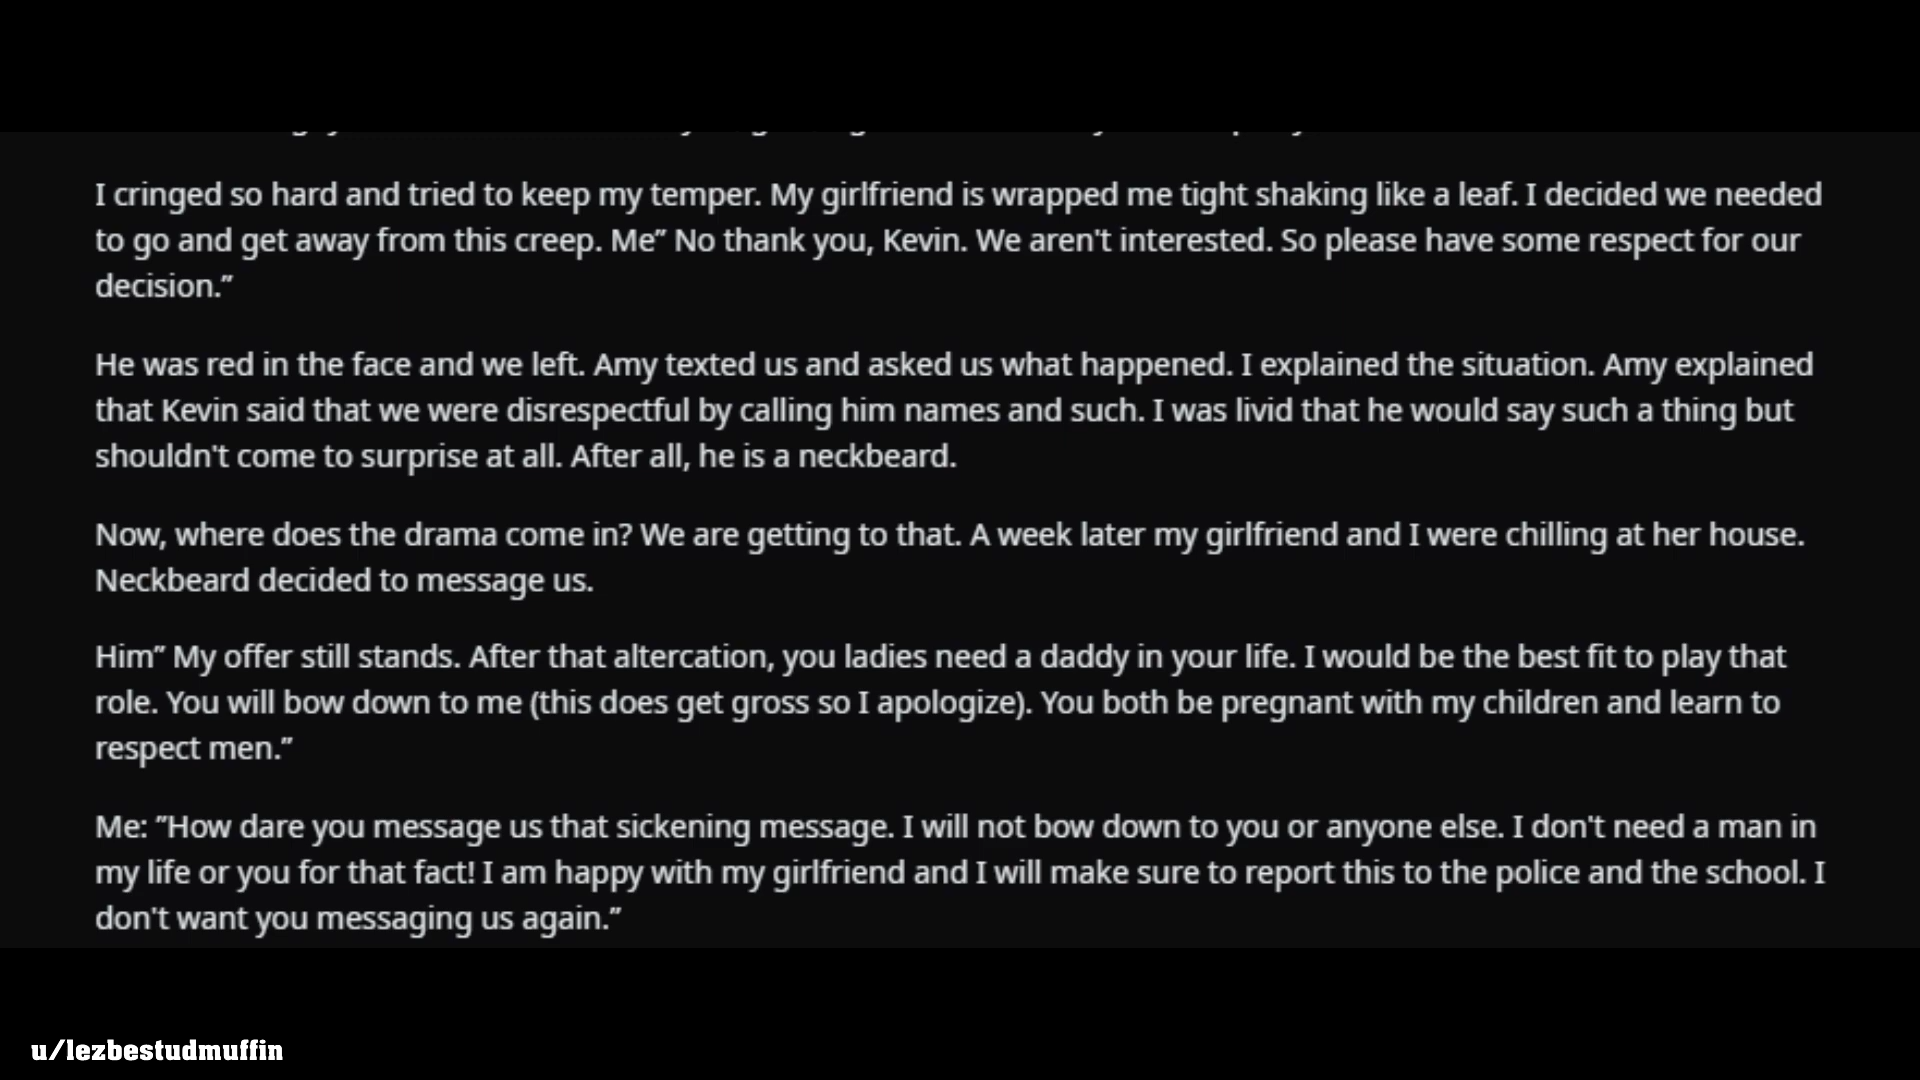 I cringed so hard and tried to keep my temper. My girlfriend is wrapped me tight shaking like a leaf. I decided we needed
to go and get away from this creep. Me” No thank you, Kevin. We aren't interested. So please have some respect for our
decision.”
He was red in the face and we left. Amy texted us and asked us what happened. I explained the situation. Amy explained
that Kevin said that we were disrespectful by calling him names and such. I was livid that he would say such a thing but
shouldn't come to surprise at all. After all, he is a neckbeard.
Now, where does the drama come in? We are getting to that. A week later my girlfriend and I were chilling at her house.
Neckbeard decided to message us.
Him” My offer still stands. After that altercation, you ladies need a daddy in your life. I would be the best fit to play that
role. You will bow down to me (this does get gross so I apologize). You both be pregnant with my children and learn to
respect men.”
Me: ”How dare you message us that sickening message. I will not bow down to you or anyone else. I don't need a man in
my life or you for that fact! I am happy with my girlfriend and I will make sure to report this to the police and the school. I
don't want you messaging us again.”
u/lezbestudmuffin